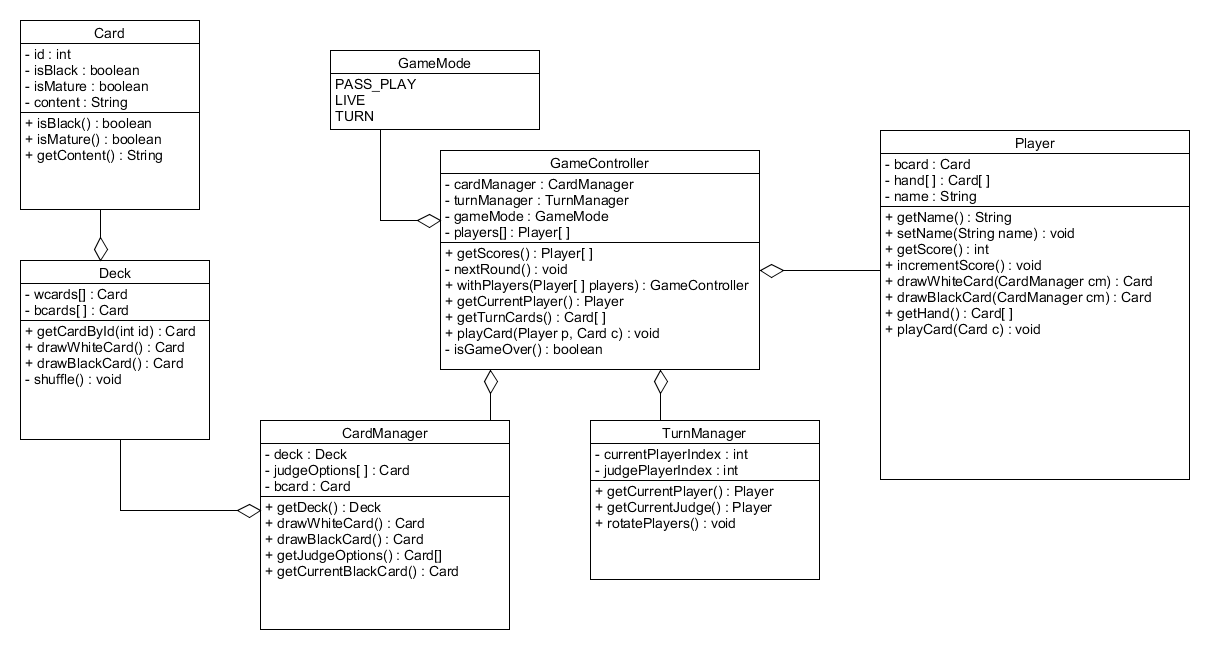 Card
- id : int
- isBlack : boolean
- isMature : boolean
- content : String
+ isBlack() : boolean
+ isMature() : boolean
+ getContent() : String
GameMode
PASS_PLAY
LIVE
TURN
GameController
- cardManager : CardManager
- turnManager : TurnManager
- gameMode : GameMode
- players[] : Player[ ]
+ getScores() : Player[ ]
- nextRound() : void
+ withPlayers(Player[ ] players) : GameController
+ getCurrentPlayer() : Player
+ getTurnCards() : Card[ ]
+ playCard(Player p, Card c) : void
- isGameOver() : boolean
Player
- bcard : Card
- hand[ ] : Card[ ]
- name : String
+ getName() : String
+ setName(String name) : void
+ getScore() : int
+ incrementScore() : void
+ drawWhiteCard(CardManager cm) : Card
+ drawBlackCard(CardManager cm) : Card
+ getHand() : Card[ ]
+ playCard(Card c) : void
Deck
- wcards[] : Card
- bcards[ ] : Card
+ getCardById(int id) : Card
+ drawWhiteCard() : Card
+ drawBlackCard() : Card
- shuffle() : void
CardManager
- deck : Deck
- judgeOptions[ ] : Card
- bcard : Card
+ getDeck() : Deck
+ drawWhiteCard() : Card
+ drawBlackCard() : Card
+ getJudgeOptions() : Card[]
+ getCurrentBlackCard() : Card
TurnManager
- currentPlayerIndex : int
- judgePlayerIndex : int
+ getCurrentPlayer() : Player
+ getCurrentJudge() : Player
+ rotatePlayers() : void